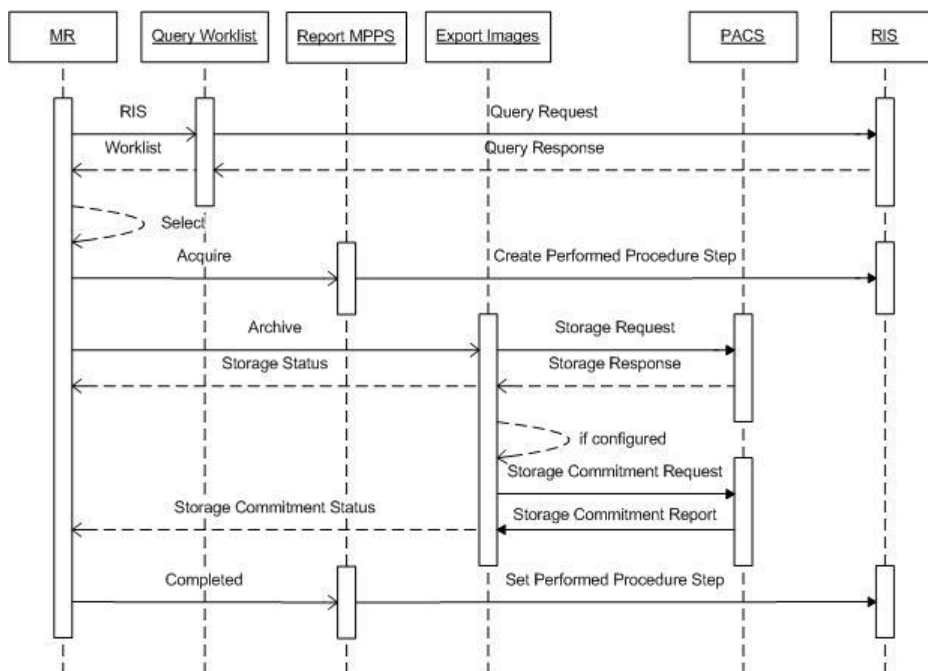 MR
Query Worklist
Report MPPS
Export Images
PACS
RIS
RIS
Query Request
Worklist
Query Response
Select
Acquire
Create Performed Procedure Step
Archive
Storage Request
Storage Status
Storage Response
if configured
Storage Commitment Request
Storage Commitment Status
Storage Commitment Report
Completed
Set Performed Procedure Step